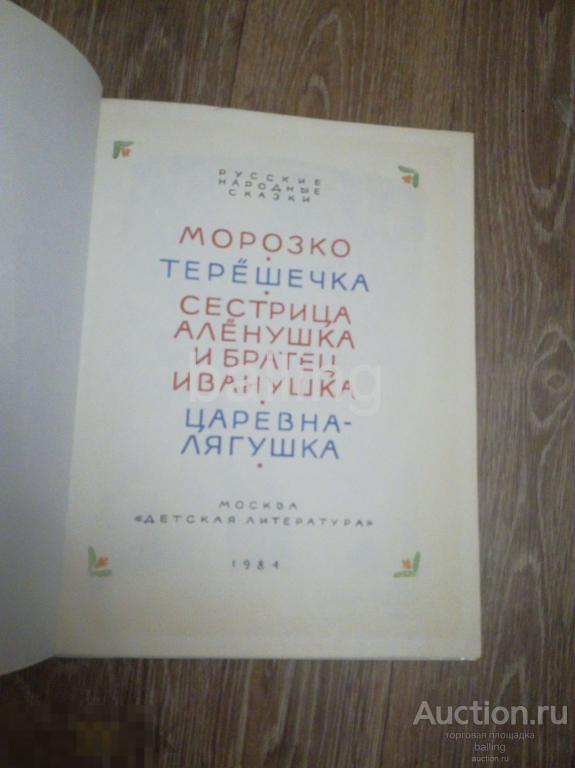 РУССКИЕ
НАРОДНЫЕ
СКАЗКИ
МОРОЗКО
ТЕРЁШЕЧКА
СЕСТРИЦА
АЛЁНУШКА
И БРАТЕЦ
ИВАНУШКА
ЦАРЕВНА-
ЛЯГУШКА
МОСКВА
«ДЕТСКАЯ ЛИТЕРАТУРА»
1984
balling
Auction.ru
торговая площадка
balling
auction.ru